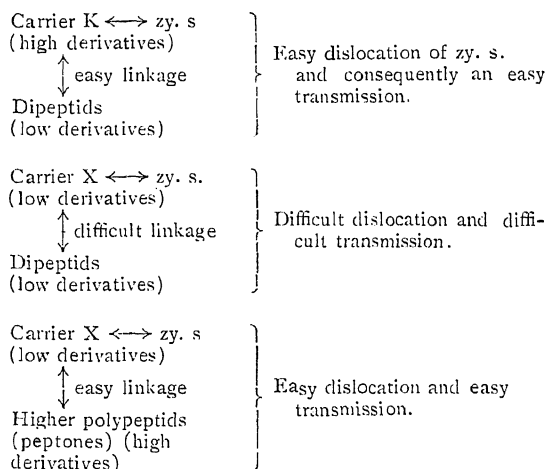 Carrier K ⟷ zy. s
(high derivatives)
easy linkage
Dipeptids
(low derivatives)
Easy dislocation of zy. s.
and consequently an easy
transmission.
Carrier X ⟷ zy. s.
(low derivatives)
difficult linkage
Dipeptids
(low derivatives)
Difficult dislocation and diffi-
cult transmission.
Carrier X ⟷ zy. s
(low derivatives)
easy linkage
Higher polypeptids
(peptones) (high
derivatives)
Easy dislocation and easy
transmission.